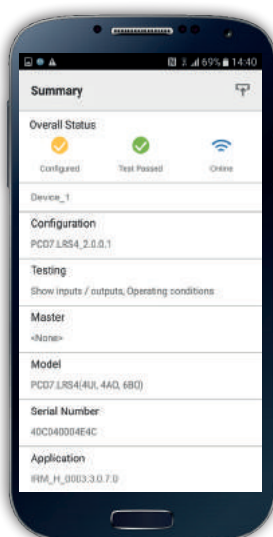 69% 14:40
Summary
Overall Status
Configured Test Passed Online
Device_1
Configuration
PCD7.LRS4_2.0.0.1
Testing
Show inputs / outputs, Operating conditions
Master
<None>
Model
PCD7.LRS4(4UI, 4AO, 6BO)
Serial Number
40C040004E4C
Application
IRM_H_0003:3.0.7.0